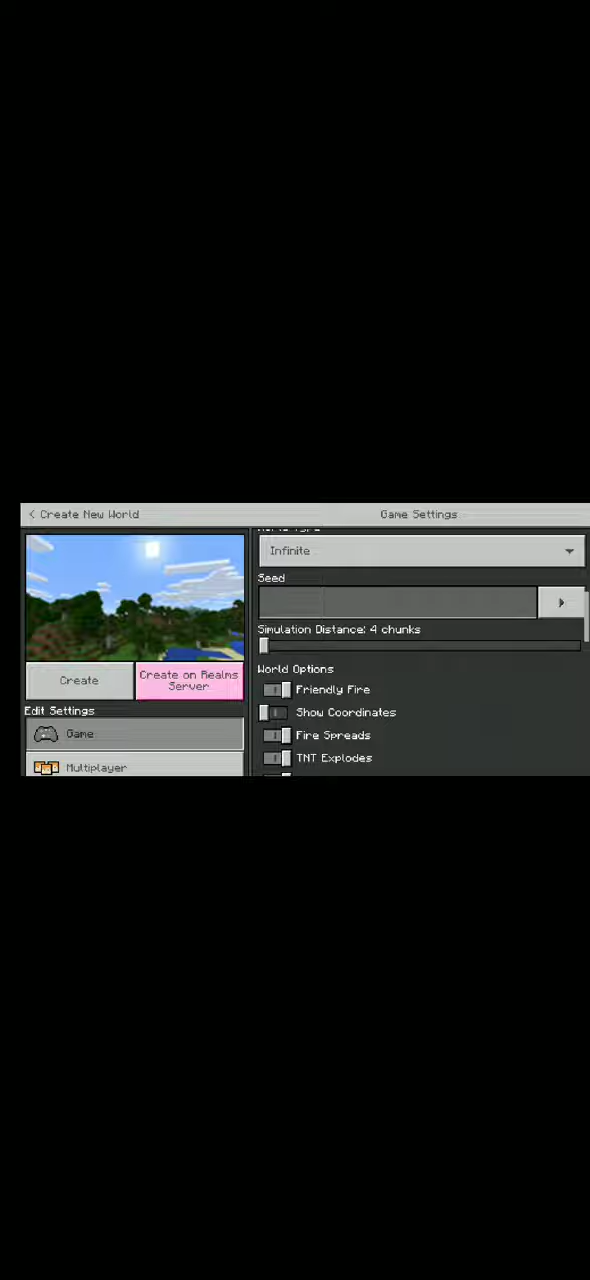 < Create New World
Game Settings
Infinite
Seed
Simulation Distance: 4 chunks
Create
Create on Realms
Server
World Options
Friendly Fire
Show Coordinates
Fire Spreads
TNT Explodes
Edit Settings
Game
Multiplayer